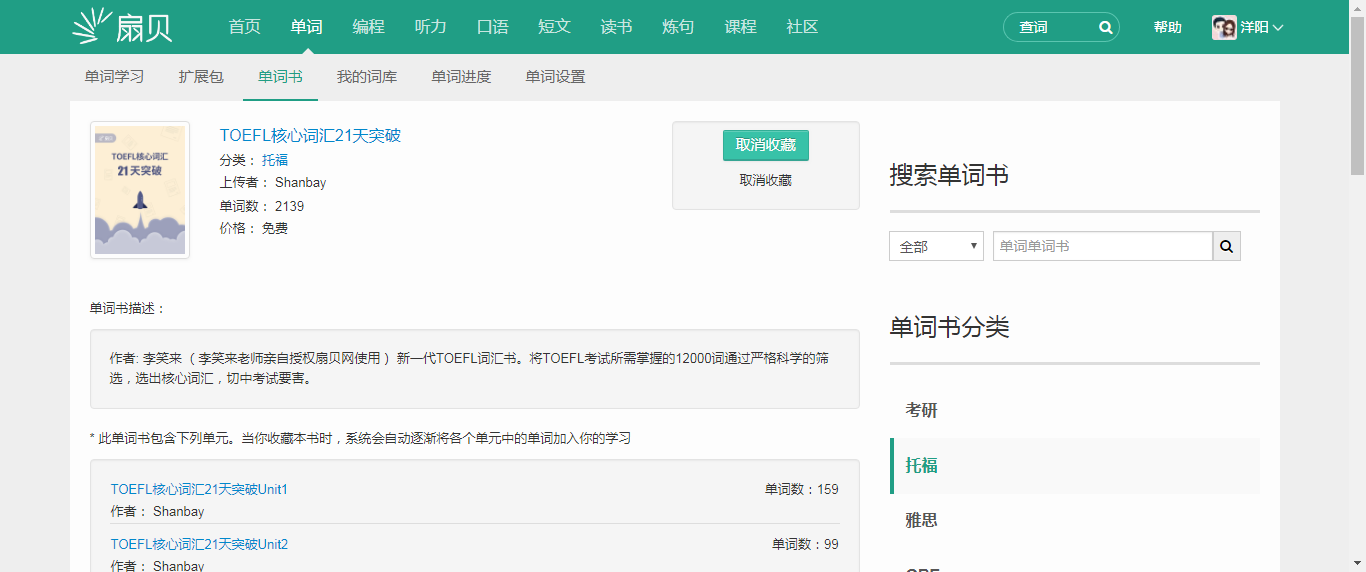 扇贝 首页 单词 编程 听力 口语 短文 读书 炼句 课程 社区 查词 帮助 洋阳
单词学习 扩展包 单词书 我的词库 单词进度 单词设置
TOEFL核心词汇
21天突破
TOEFL核心词汇21天突破
分类： 托福
上传者： Shanbay
单词数： 2139
价格： 免费
取消收藏
取消收藏
单词书描述：
作者: 李笑来 （ 李笑来老师亲自授权扇贝网使用 ） 新一代TOEFL词汇书。将TOEFL考试所需掌握的12000词通过严格科学的筛
选，选出核心词汇，切中考试要害。
* 此单词书包含下列单元。当你收藏本书时，系统会自动逐渐将各个单元中的单词加入你的学习
TOEFL核心词汇21天突破Unit1 单词数：159
作者： Shanbay
TOEFL核心词汇21天突破Unit2 单词数：99
作者： Shanbay
搜索单词书
全部 单词单词书
单词书分类
考研
托福
雅思